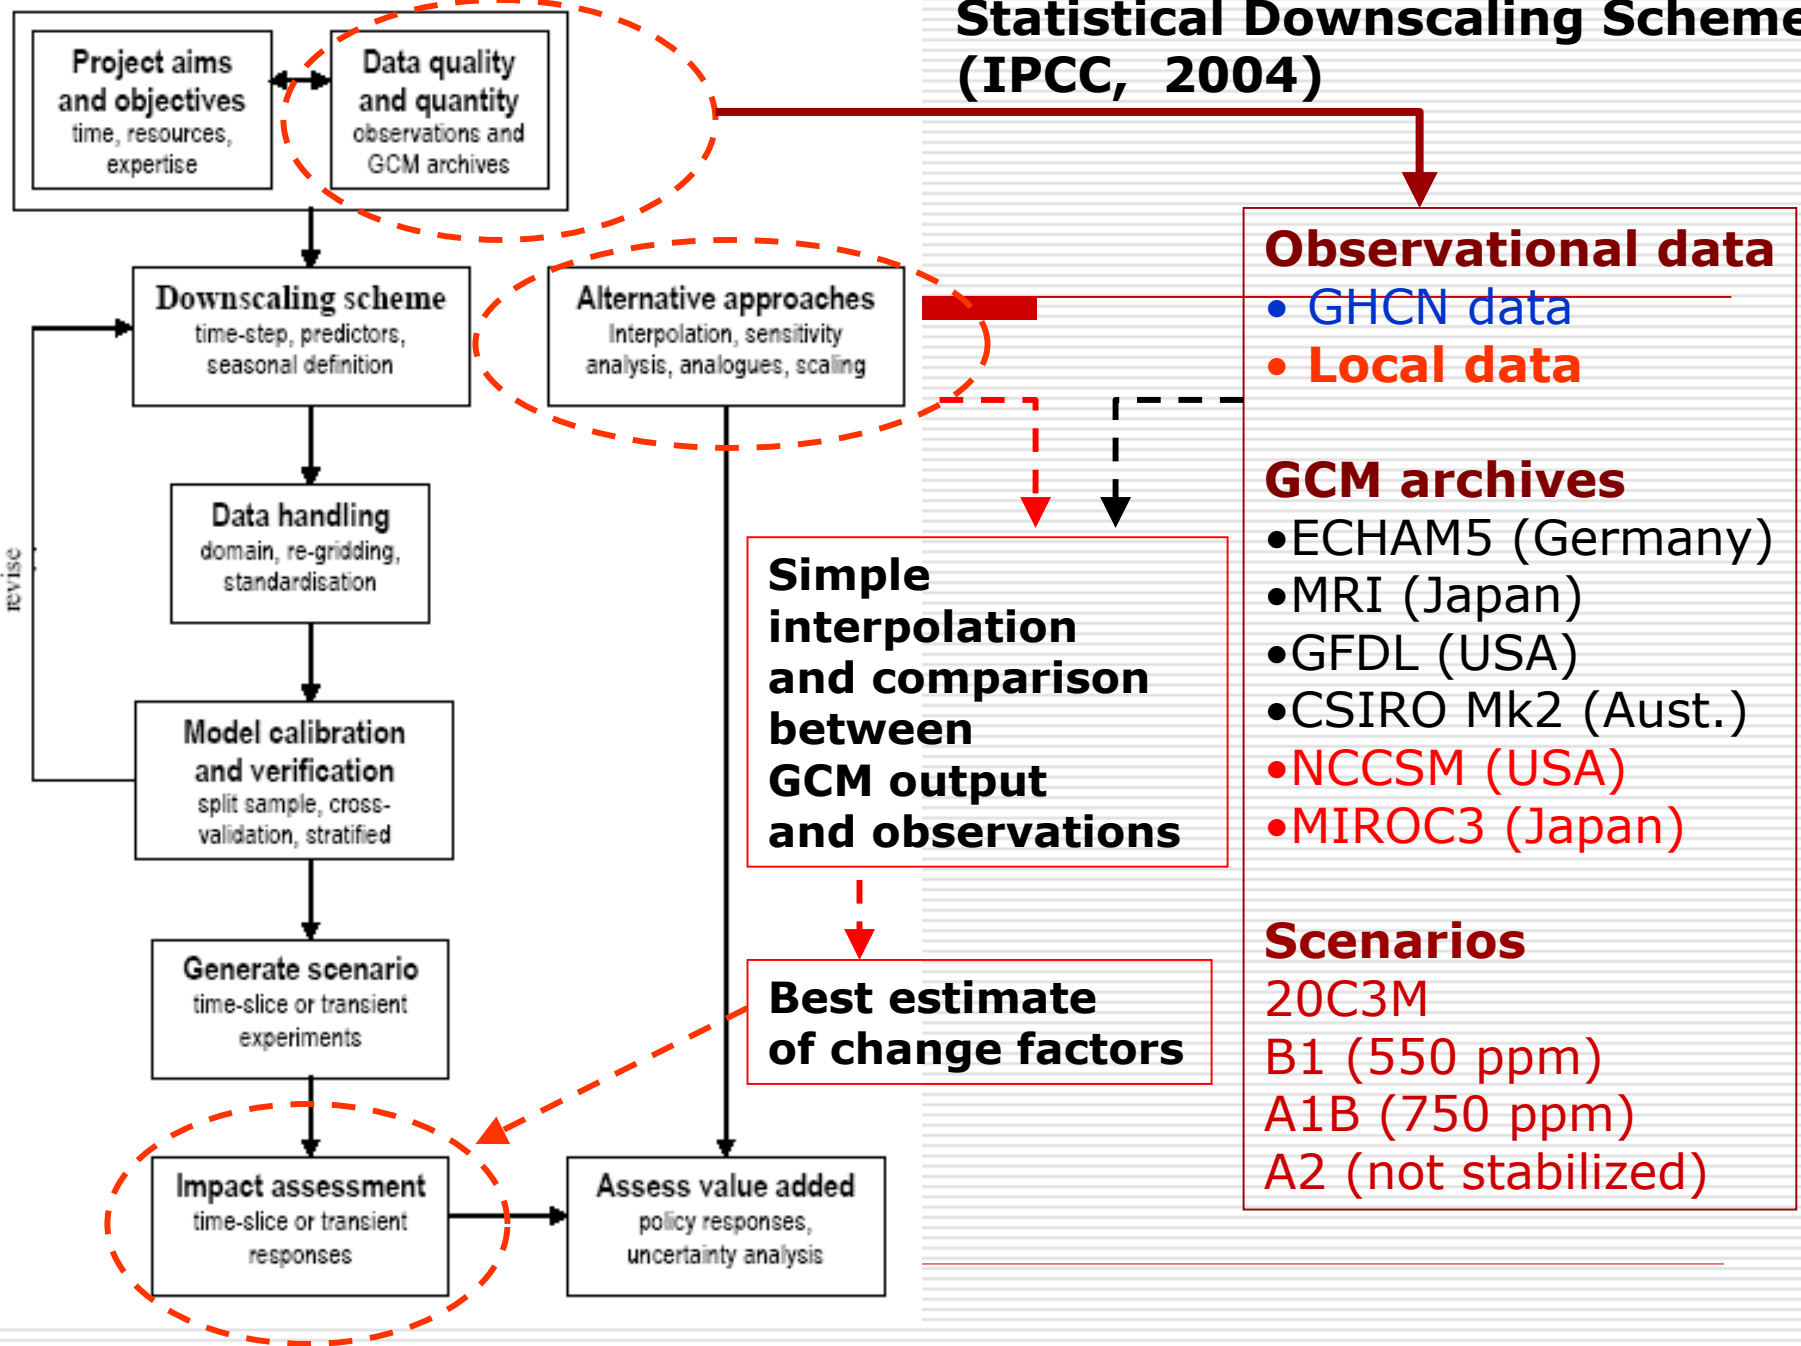 Statistical Downscaling Scheme
(IPCC, 2004)
Project aims
and objectives
time, resources,
expertise
Data quality
and quantity
observations and
GCM archives
Downscaling scheme
time-step, predictors,
seasonal definition
Alternative approaches
Interpolation, sensitivity
analysis, analogues, scaling
Data handling
domain, re-gridding,
standardisation
revise
Model calibration
and verification
split sample, cross-
validation, stratified
Generate scenario
time-slice or transient
experiments
Impact assessment
time-slice or transient
responses
Assess value added
policy responses,
uncertainty analysis
Simple
interpolation
and comparison
between
GCM output
and observations
Best estimate
of change factors
Observational data
• GHCN data
• Local data
GCM archives
•ECHAM5 (Germany)
•MRI (Japan)
•GFDL (USA)
•CSIRO Mk2 (Aust.)
•NCCSM (USA)
•MIROC3 (Japan)
Scenarios
20C3M
B1 (550 ppm)
A1B (750 ppm)
A2 (not stabilized)